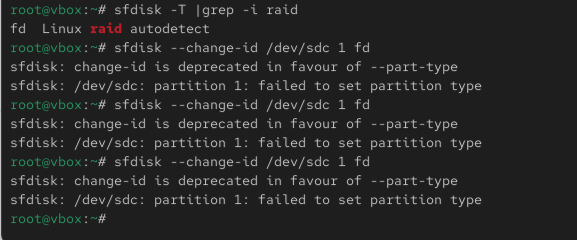 root@vbox:~# sfdisk -T |grep -i raid
fd  Linux raid autodetect
root@vbox:~# sfdisk --change-id /dev/sdc 1 fd
sfdisk: change-id is deprecated in favour of --part-type
sfdisk: /dev/sdc: partition 1: failed to set partition type
root@vbox:~# sfdisk --change-id /dev/sdc 1 fd
sfdisk: change-id is deprecated in favour of --part-type
sfdisk: /dev/sdc: partition 1: failed to set partition type
root@vbox:~# sfdisk --change-id /dev/sdc 1 fd
sfdisk: change-id is deprecated in favour of --part-type
sfdisk: /dev/sdc: partition 1: failed to set partition type
root@vbox:~#